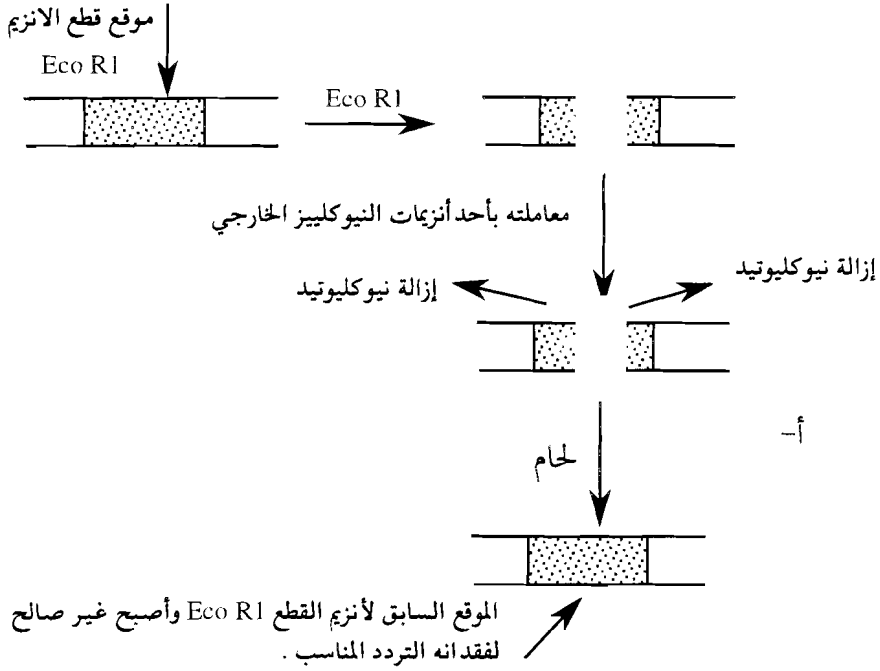 موقع قطع الانزيم
Eco R1
Eco R1
معاملته بأحد أنزيمات النيوكلييز الخارجي
إزالة نيوكليوتيد
إزالة نيوكليوتيد
أ–
لحام
الموقع السابق لأنزيم القطع Eco R1 وأصبح غير صالح
لفقدانه التردد المناسب .